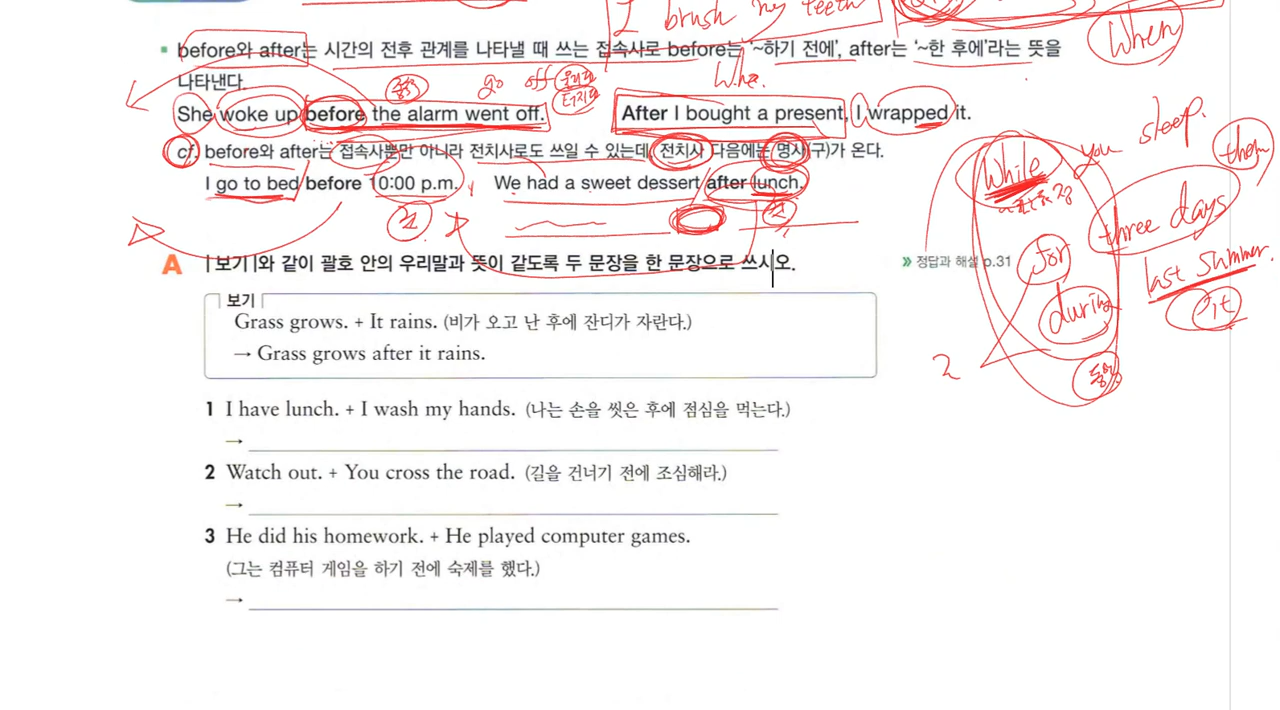 I brush my teeth
When
before와 after는 시간의 전후 관계를 나타낼 때 쓰는 접속사로 before는 '~하기 전에', after는 '~한 후에'라는 뜻을
나타낸다.
go off 울리다
터지다
She woke up before the alarm went off. After I bought a present, I wrapped it.
cf. before와 after는 접속사뿐만 아니라 전치사로도 쓰일 수 있는데, 전치사 다음에는 명사(구)가 온다.
I go to bed before 10:00 p.m. We had a sweet dessert after lunch.
While you sleep.
them
for three days
during last summer.
it
2
A |보기|와 같이 괄호 안의 우리말과 뜻이 같도록 두 문장을 한 문장으로 쓰시오.
» 정답과 해설 p.31
보기
Grass grows. + It rains. (비가 오고 난 후에 잔디가 자란다.)
→ Grass grows after it rains.
1 I have lunch. + I wash my hands. (나는 손을 씻은 후에 점심을 먹는다.)
→
2 Watch out. + You cross the road. (길을 건너기 전에 조심해라.)
→
3 He did his homework. + He played computer games.
(그는 컴퓨터 게임을 하기 전에 숙제를 했다.)
→